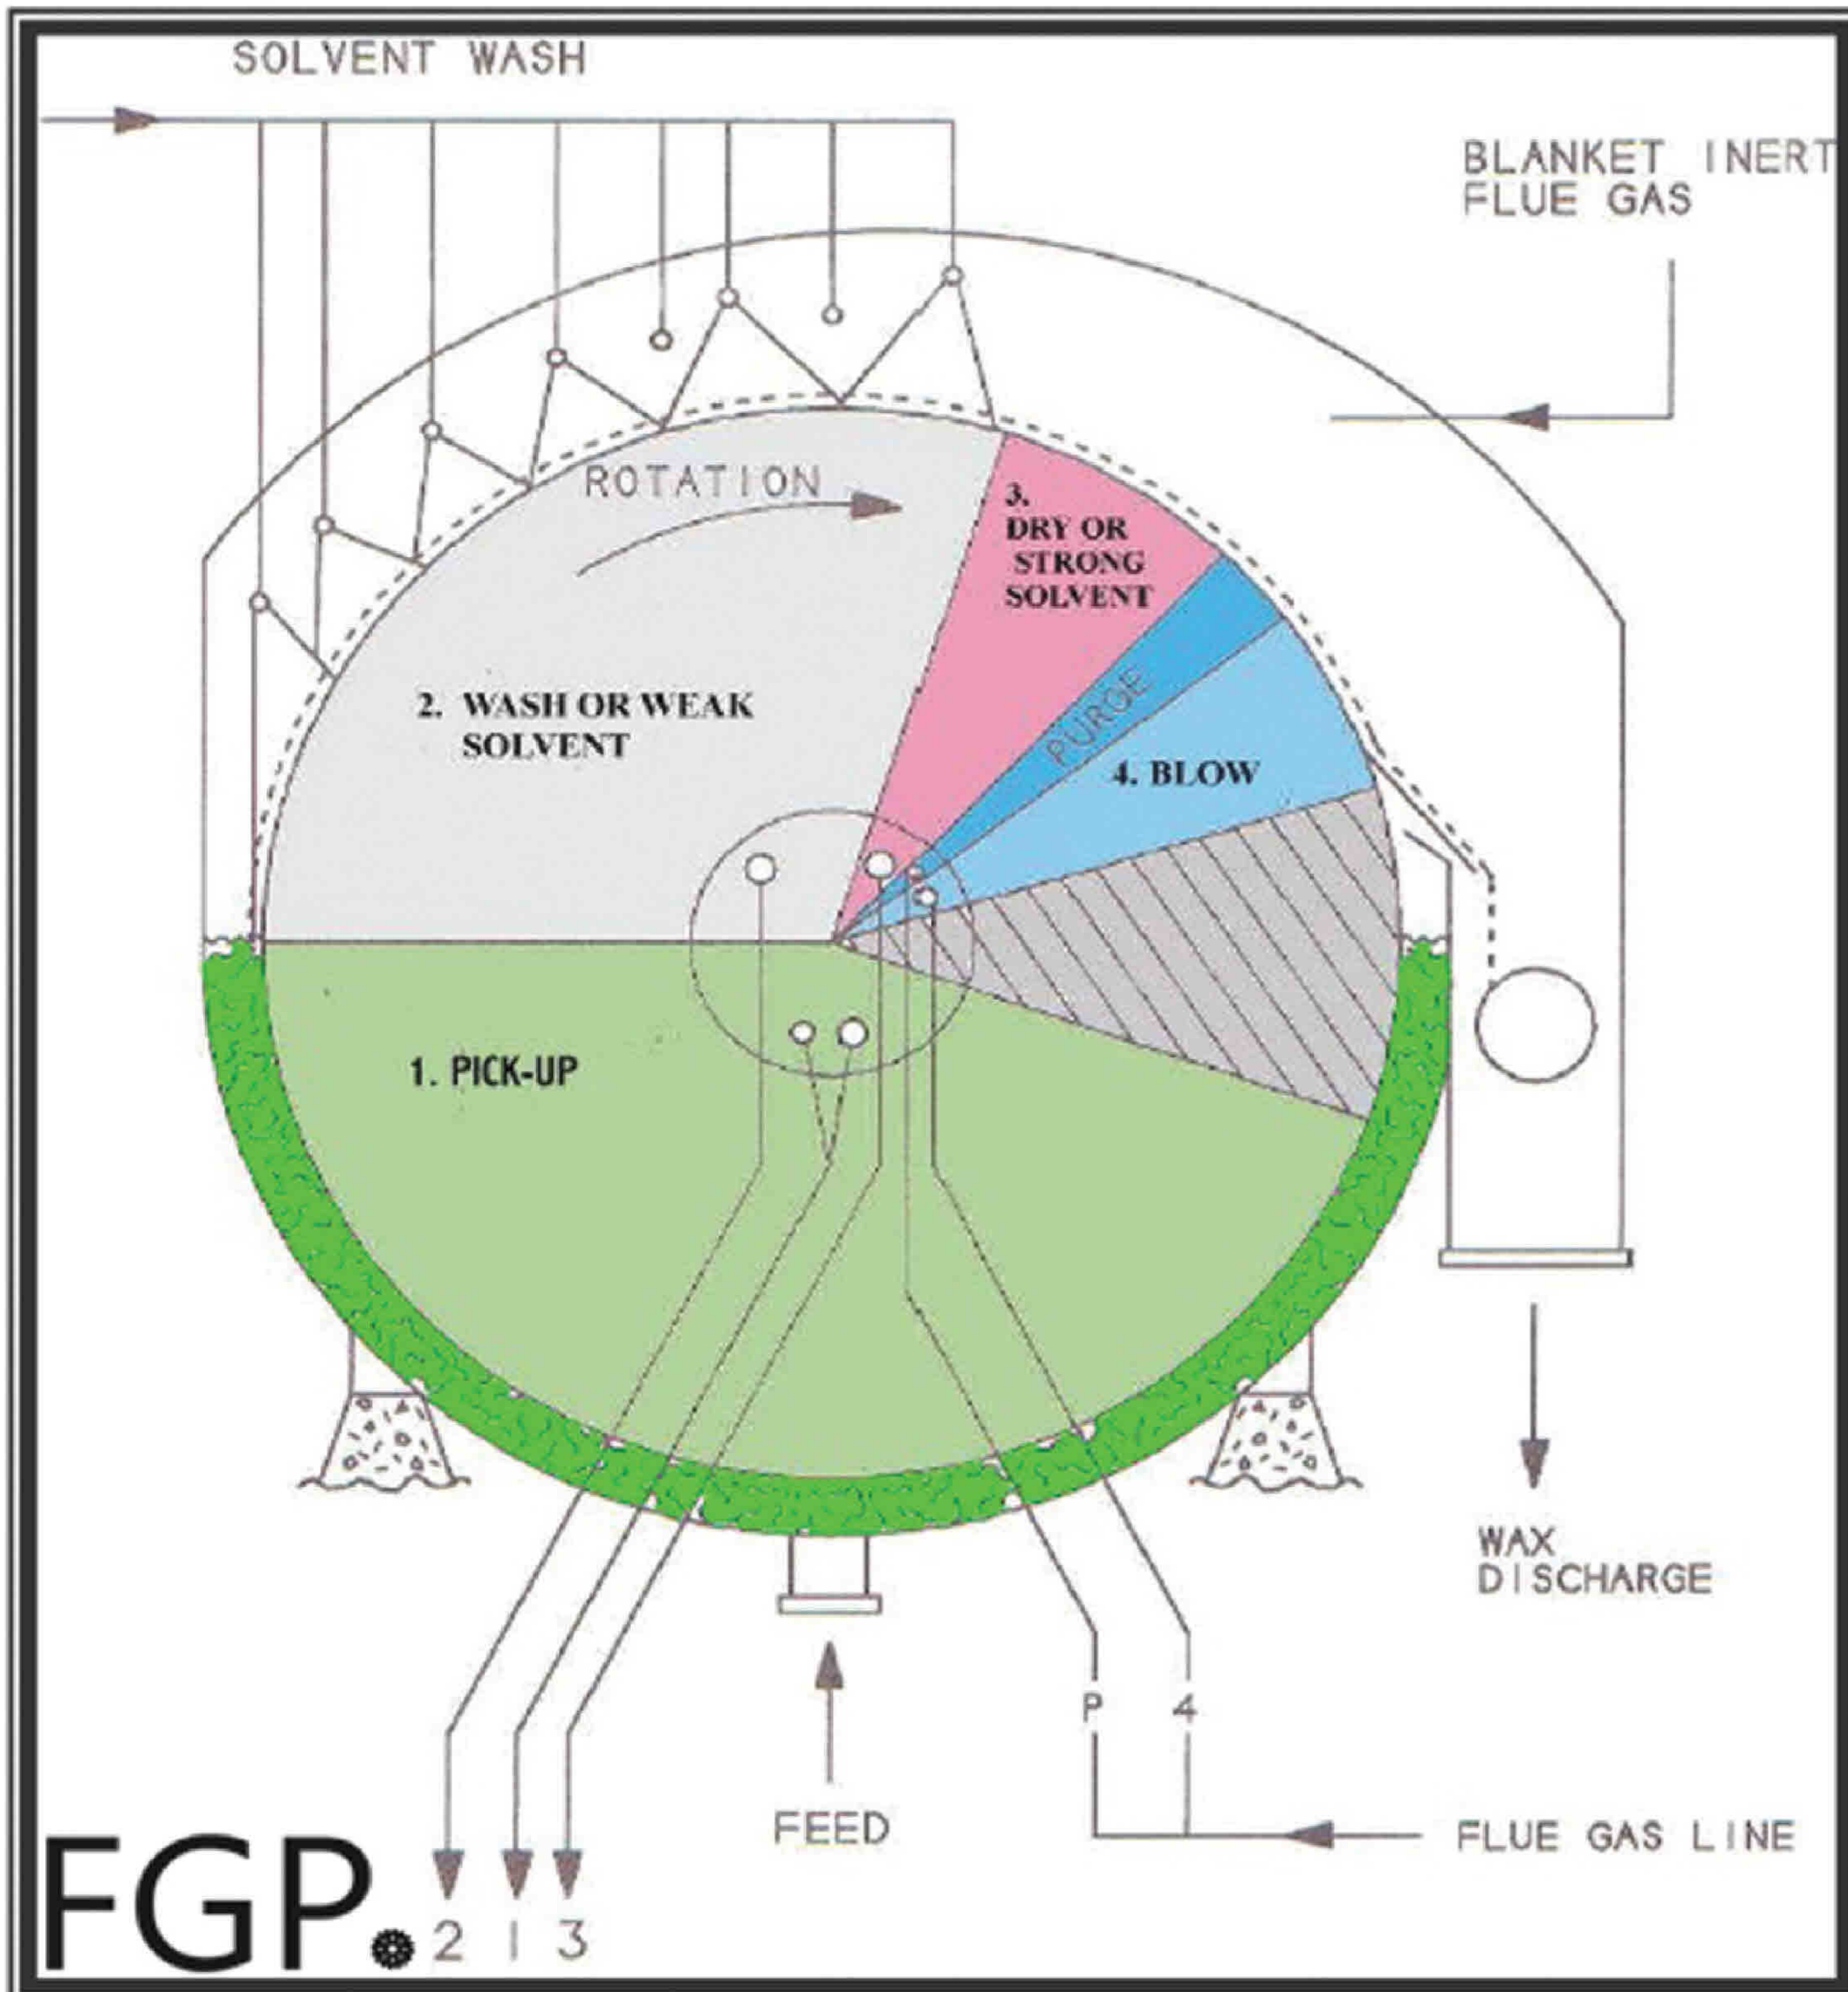 SOLVENT WASH
BLANKET INERT
FLUE GAS
ROTATION
3.
DRY OR
STRONG
SOLVENT
2. WASH OR WEAK
SOLVENT
PURGE
4. BLOW
1. PICK-UP
WAX
DISCHARGE
P 4
FEED
FLUE GAS LINE
FGP.
2 1 3